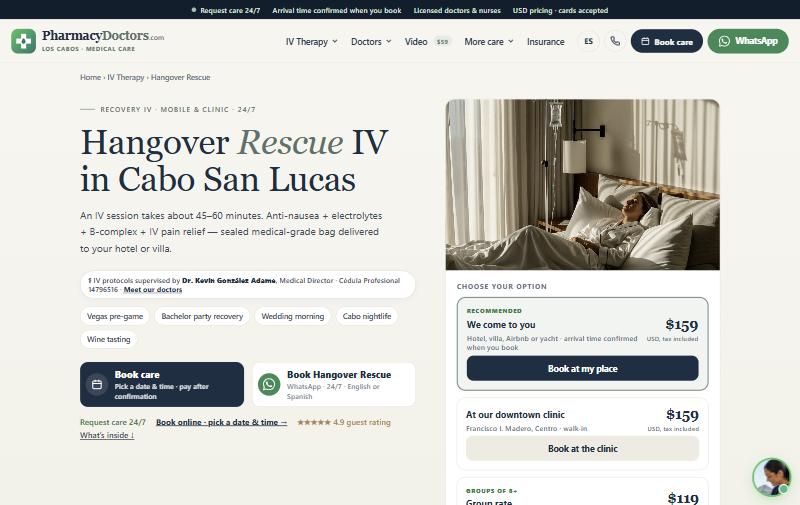 Request care 24/7 Arrival time confirmed when you book Licensed doctors & nurses USD pricing · cards accepted
PharmacyDoctors.com
LOS CABOS · MEDICAL CARE
IV Therapy Doctors Video $59 More care Insurance ES Book care WhatsApp
Home › IV Therapy › Hangover Rescue
RECOVERY IV · MOBILE & CLINIC · 24/7
Hangover Rescue IV
in Cabo San Lucas
An IV session takes about 45–60 minutes. Anti-nausea + electrolytes
+ B-complex + IV pain relief — sealed medical-grade bag delivered
to your hotel or villa.
IV protocols supervised by Dr. Kevin González Adame, Medical Director · Cédula Profesional
14796516 · Meet our doctors
Vegas pre-game Bachelor party recovery Wedding morning Cabo nightlife
Wine tasting
Book care
Pick a date & time · pay after
confirmation
Book Hangover Rescue
WhatsApp · 24/7 · English or
Spanish
Request care 24/7 Book online · pick a date & time → ★★★★★ 4.9 guest rating
What's inside ↓
CHOOSE YOUR OPTION
RECOMMENDED
We come to you $159
Hotel, villa, Airbnb or yacht · arrival time confirmed USD, tax included
when you book
Book at my place
At our downtown clinic $159
Francisco I. Madero, Centro · walk-in USD, tax included
Book at the clinic
GROUPS OF 8+
Group rate $119